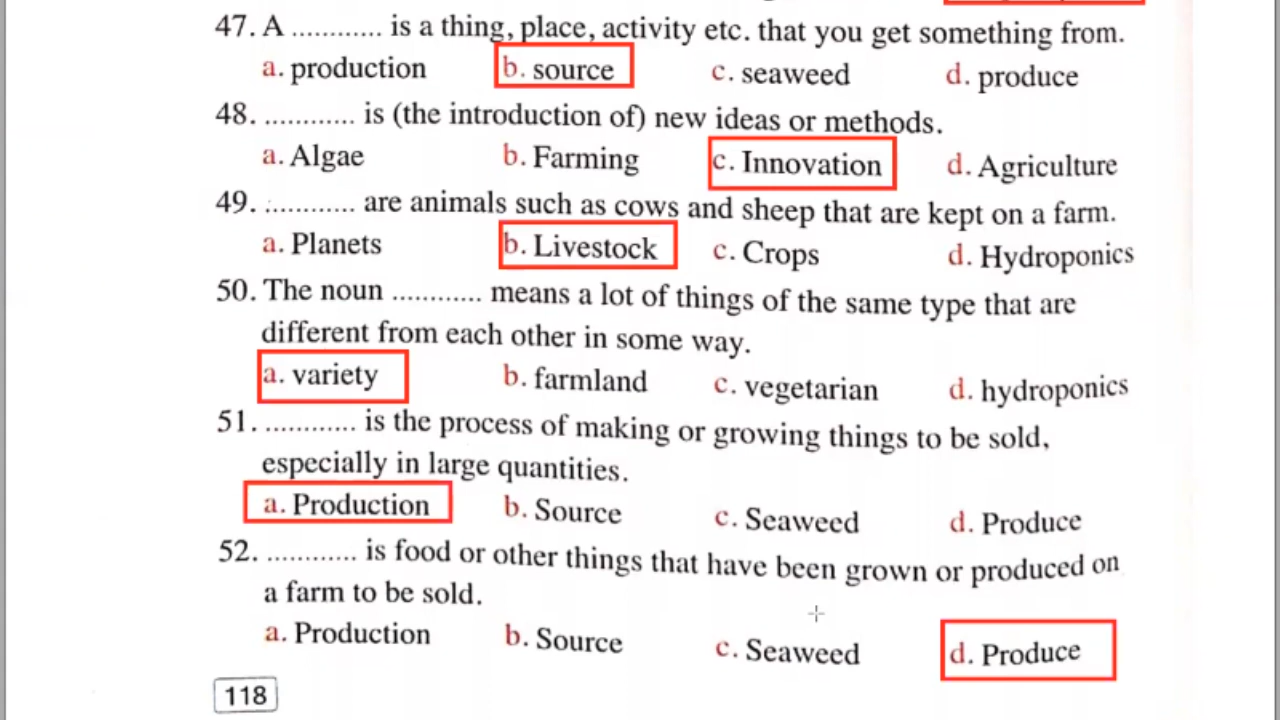 47. A ............ is a thing, place, activity etc. that you get something from.
a. production b. source c. seaweed d. produce
48. ............ is (the introduction of) new ideas or methods.
a. Algae b. Farming c. Innovation d. Agriculture
49. ............ are animals such as cows and sheep that are kept on a farm.
a. Planets b. Livestock c. Crops d. Hydroponics
50. The noun ............ means a lot of things of the same type that are
different from each other in some way.
a. variety b. farmland c. vegetarian d. hydroponics
51. ............ is the process of making or growing things to be sold,
especially in large quantities.
a. Production b. Source c. Seaweed d. Produce
52. ............ is food or other things that have been grown or produced on
a farm to be sold.
a. Production b. Source c. Seaweed d. Produce
118